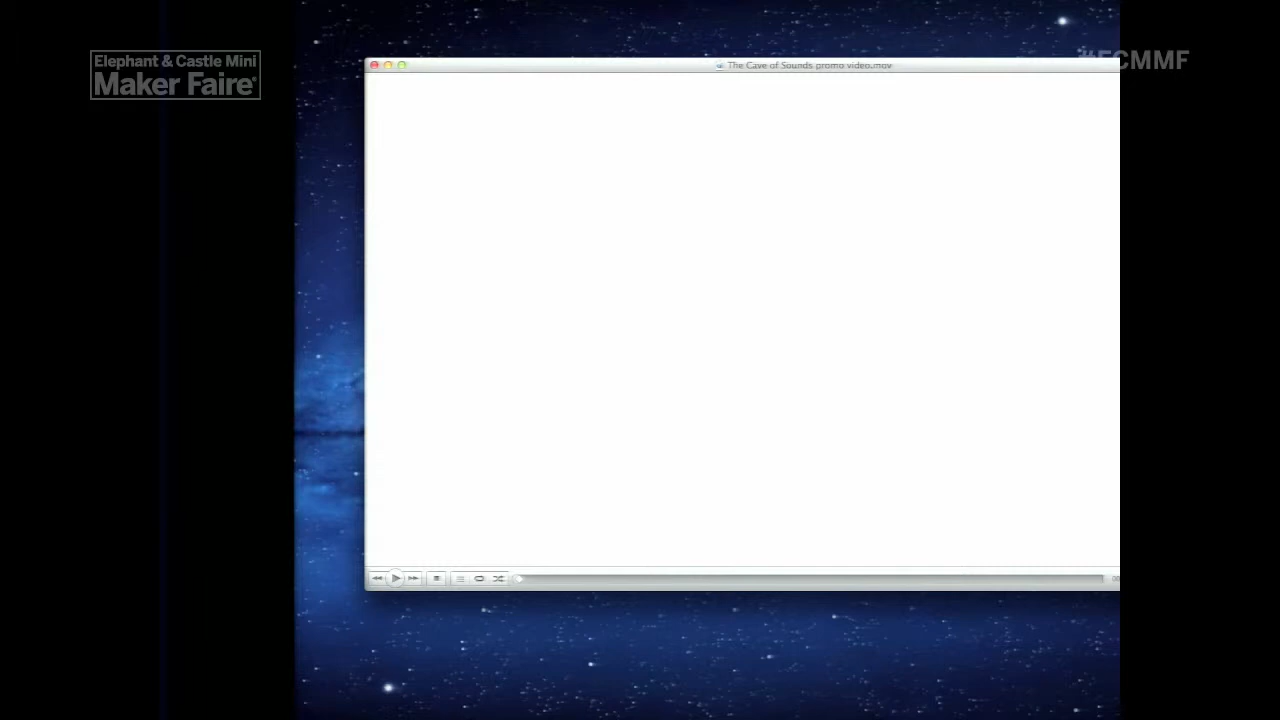 Elephant & Castle Mini
Maker Faire®
#ECMMF
The Cave of Sounds promo video.mov